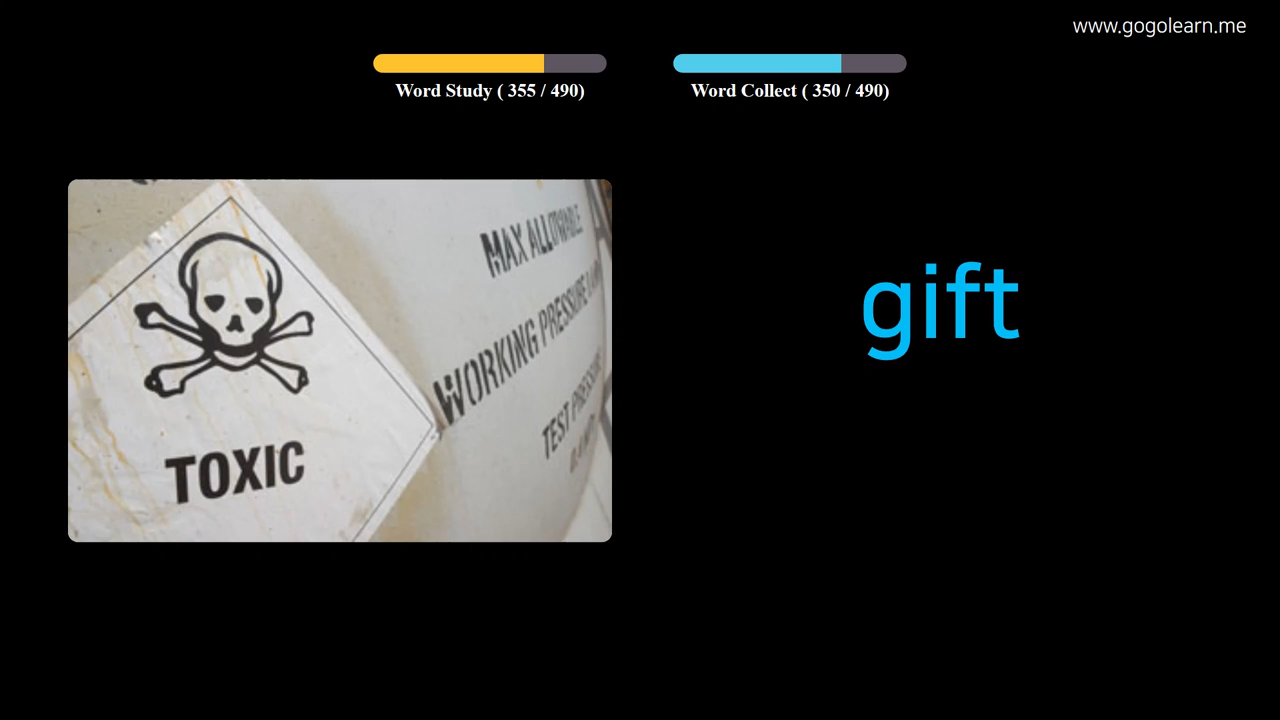 www.gogolearn.me
Word Study ( 355 / 490)
Word Collect ( 350 / 490)
MAX ALLOWABLE
WORKING PRESSURE
TEST PRESSURE
TOXIC
gift